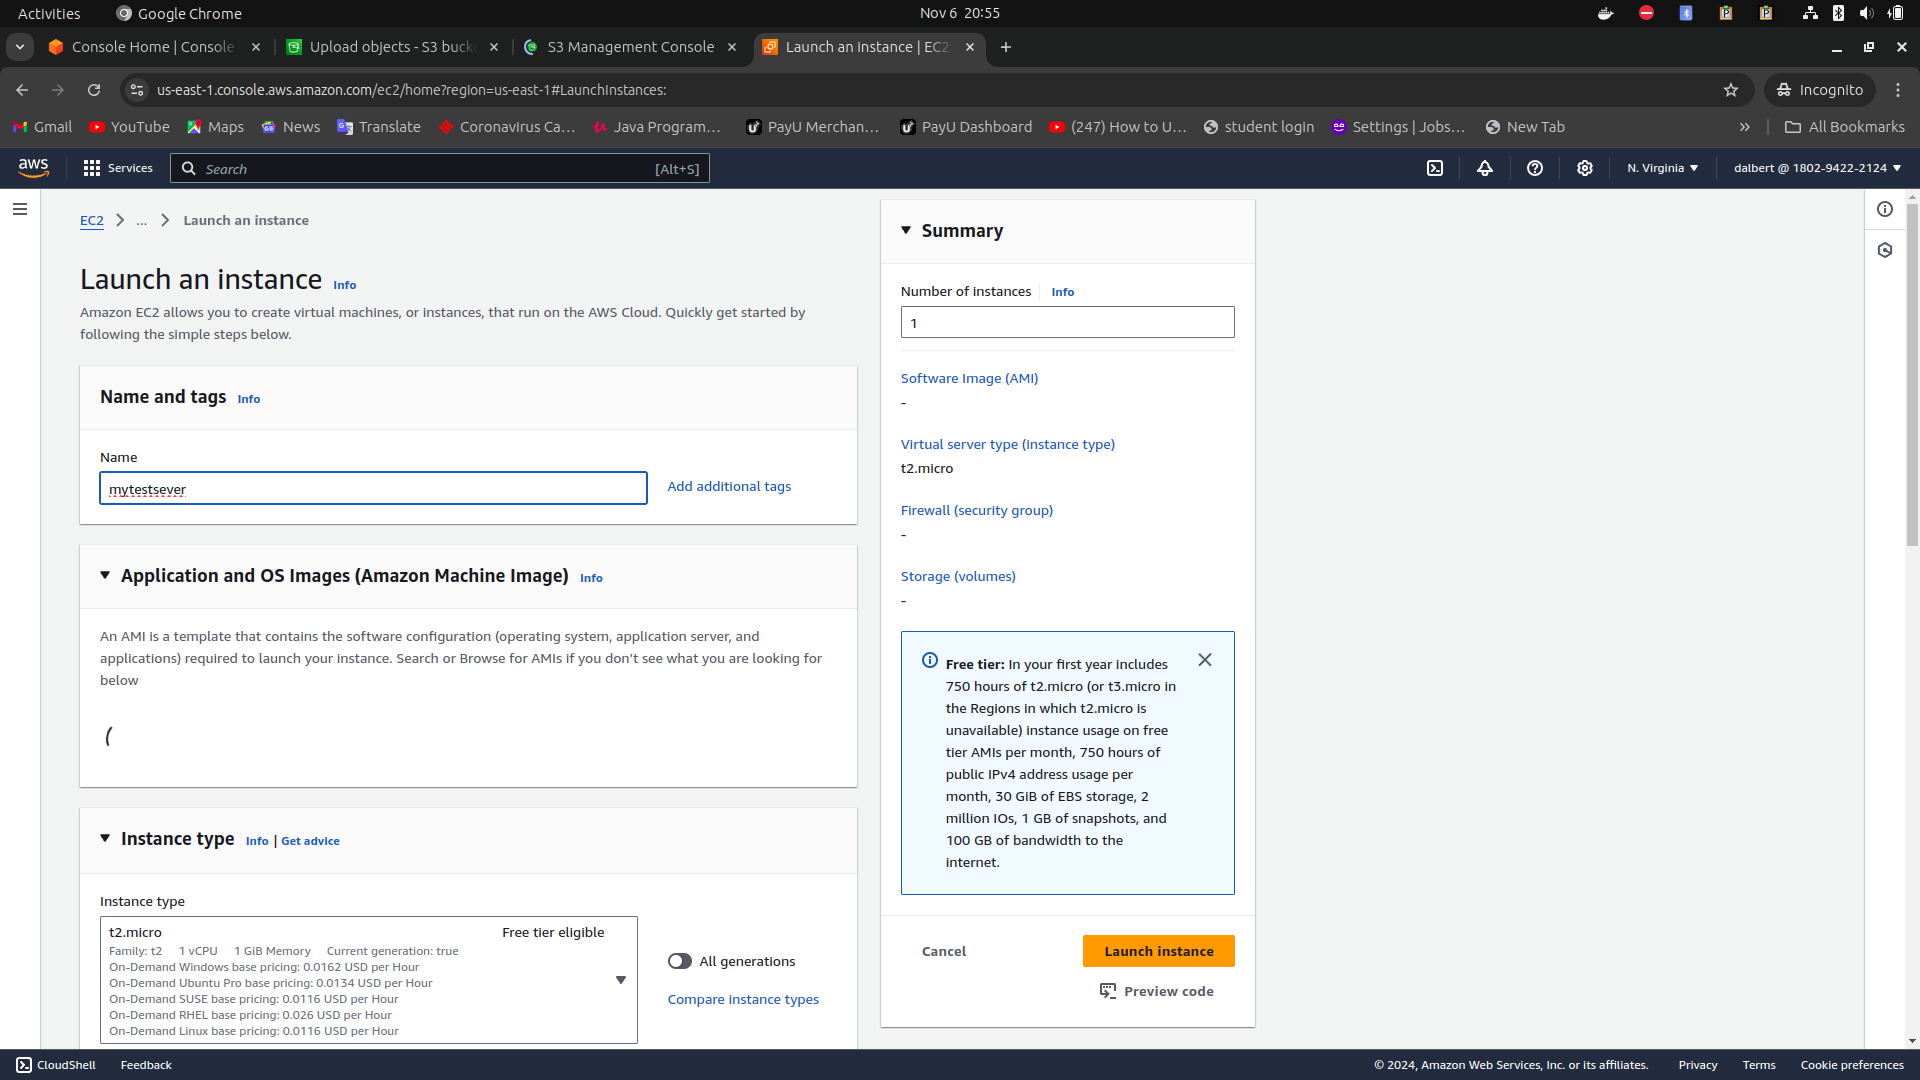 Activities
Google Chrome
Nov 6 20:55
Console Home | Console
Upload objects - S3 buck
S3 Management Console
Launch an instance | EC2
us-east-1.console.aws.amazon.com/ec2/home?region=us-east-1#LaunchInstances:
Incognito
Gmail
YouTube
Maps
News
Translate
Coronavirus Ca...
Java Program...
PayU Merchan...
PayU Dashboard
(247) How to U...
student login
Settings | Jobs...
New Tab
All Bookmarks
aws
Services
Search
[Alt+S]
N. Virginia
dalbert @ 1802-9422-2124
EC2
...
Launch an instance
Launch an instance Info
Amazon EC2 allows you to create virtual machines, or instances, that run on the AWS Cloud. Quickly get started by
following the simple steps below.
Name and tags Info
Name
mytestsever
Add additional tags
Application and OS Images (Amazon Machine Image) Info
An AMI is a template that contains the software configuration (operating system, application server, and
applications) required to launch your instance. Search or Browse for AMIs if you don't see what you are looking for
below
Instance type Info | Get advice
Instance type
t2.micro
Free tier eligible
Family: t2 1 vCPU 1 GiB Memory Current generation: true
On-Demand Windows base pricing: 0.0162 USD per Hour
On-Demand Ubuntu Pro base pricing: 0.0134 USD per Hour
On-Demand SUSE base pricing: 0.0116 USD per Hour
On-Demand RHEL base pricing: 0.026 USD per Hour
On-Demand Linux base pricing: 0.0116 USD per Hour
All generations
Compare instance types
Summary
Number of instances Info
1
Software Image (AMI)
-
Virtual server type (instance type)
t2.micro
Firewall (security group)
-
Storage (volumes)
-
Free tier: In your first year includes
750 hours of t2.micro (or t3.micro in
the Regions in which t2.micro is
unavailable) instance usage on free
tier AMIs per month, 750 hours of
public IPv4 address usage per
month, 30 GiB of EBS storage, 2
million IOs, 1 GB of snapshots, and
100 GB of bandwidth to the
internet.
Cancel
Launch instance
Preview code
CloudShell
Feedback
© 2024, Amazon Web Services, Inc. or its affiliates.
Privacy
Terms
Cookie preferences